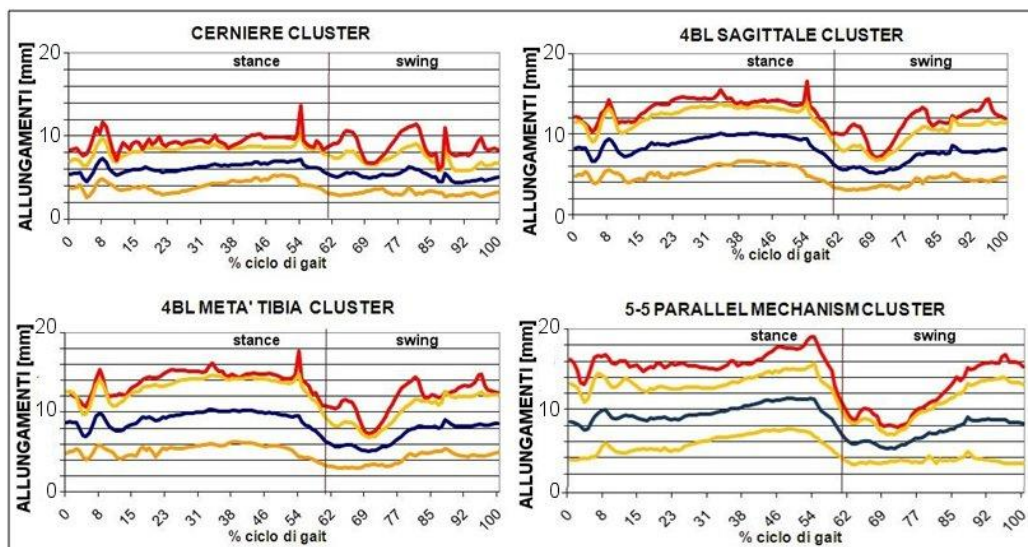 CERNIERE CLUSTER
ALLUNGAMENTI [mm]
20
10
0
stance
swing
0 8 15 23 31 38 46 54 62 69 77 85 92 100
% ciclo di gait
4BL SAGITTALE CLUSTER
ALLUNGAMENTI [mm]
20
10
0
stance
swing
0 8 15 23 31 38 46 54 62 69 77 85 92 100
% ciclo di gait
4BL META' TIBIA CLUSTER
ALLUNGAMENTI [mm]
20
10
0
stance
swing
0 8 15 23 31 38 46 54 62 69 77 85 92 100
% ciclo di gait
5-5 PARALLEL MECHANISM CLUSTER
ALLUNGAMENTI [mm]
20
10
0
stance
swing
0 8 15 23 31 38 46 54 62 69 77 85 92 100
% ciclo di gait